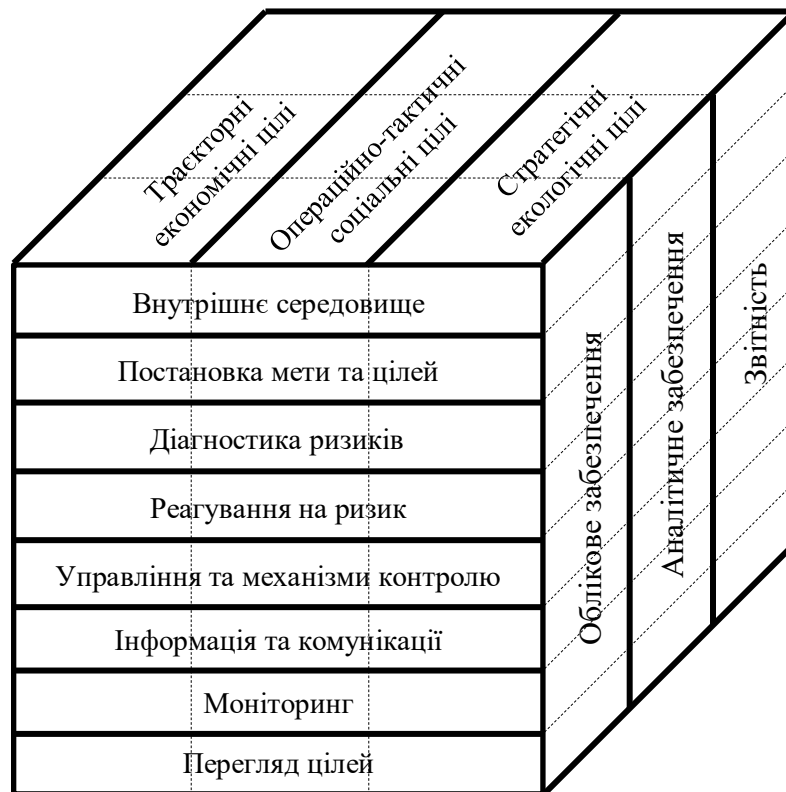 Траєкторні
економічні цілі
Операційно-тактичні
соціальні цілі
Стратегічні
екологічні цілі
Внутрішнє середовище
Постановка мети та цілей
Діагностика ризиків
Реагування на ризик
Управління та механізми контролю
Інформація та комунікації
Моніторинг
Перегляд цілей
Облікове забезпечення
Аналітичне забезпечення
Звітність